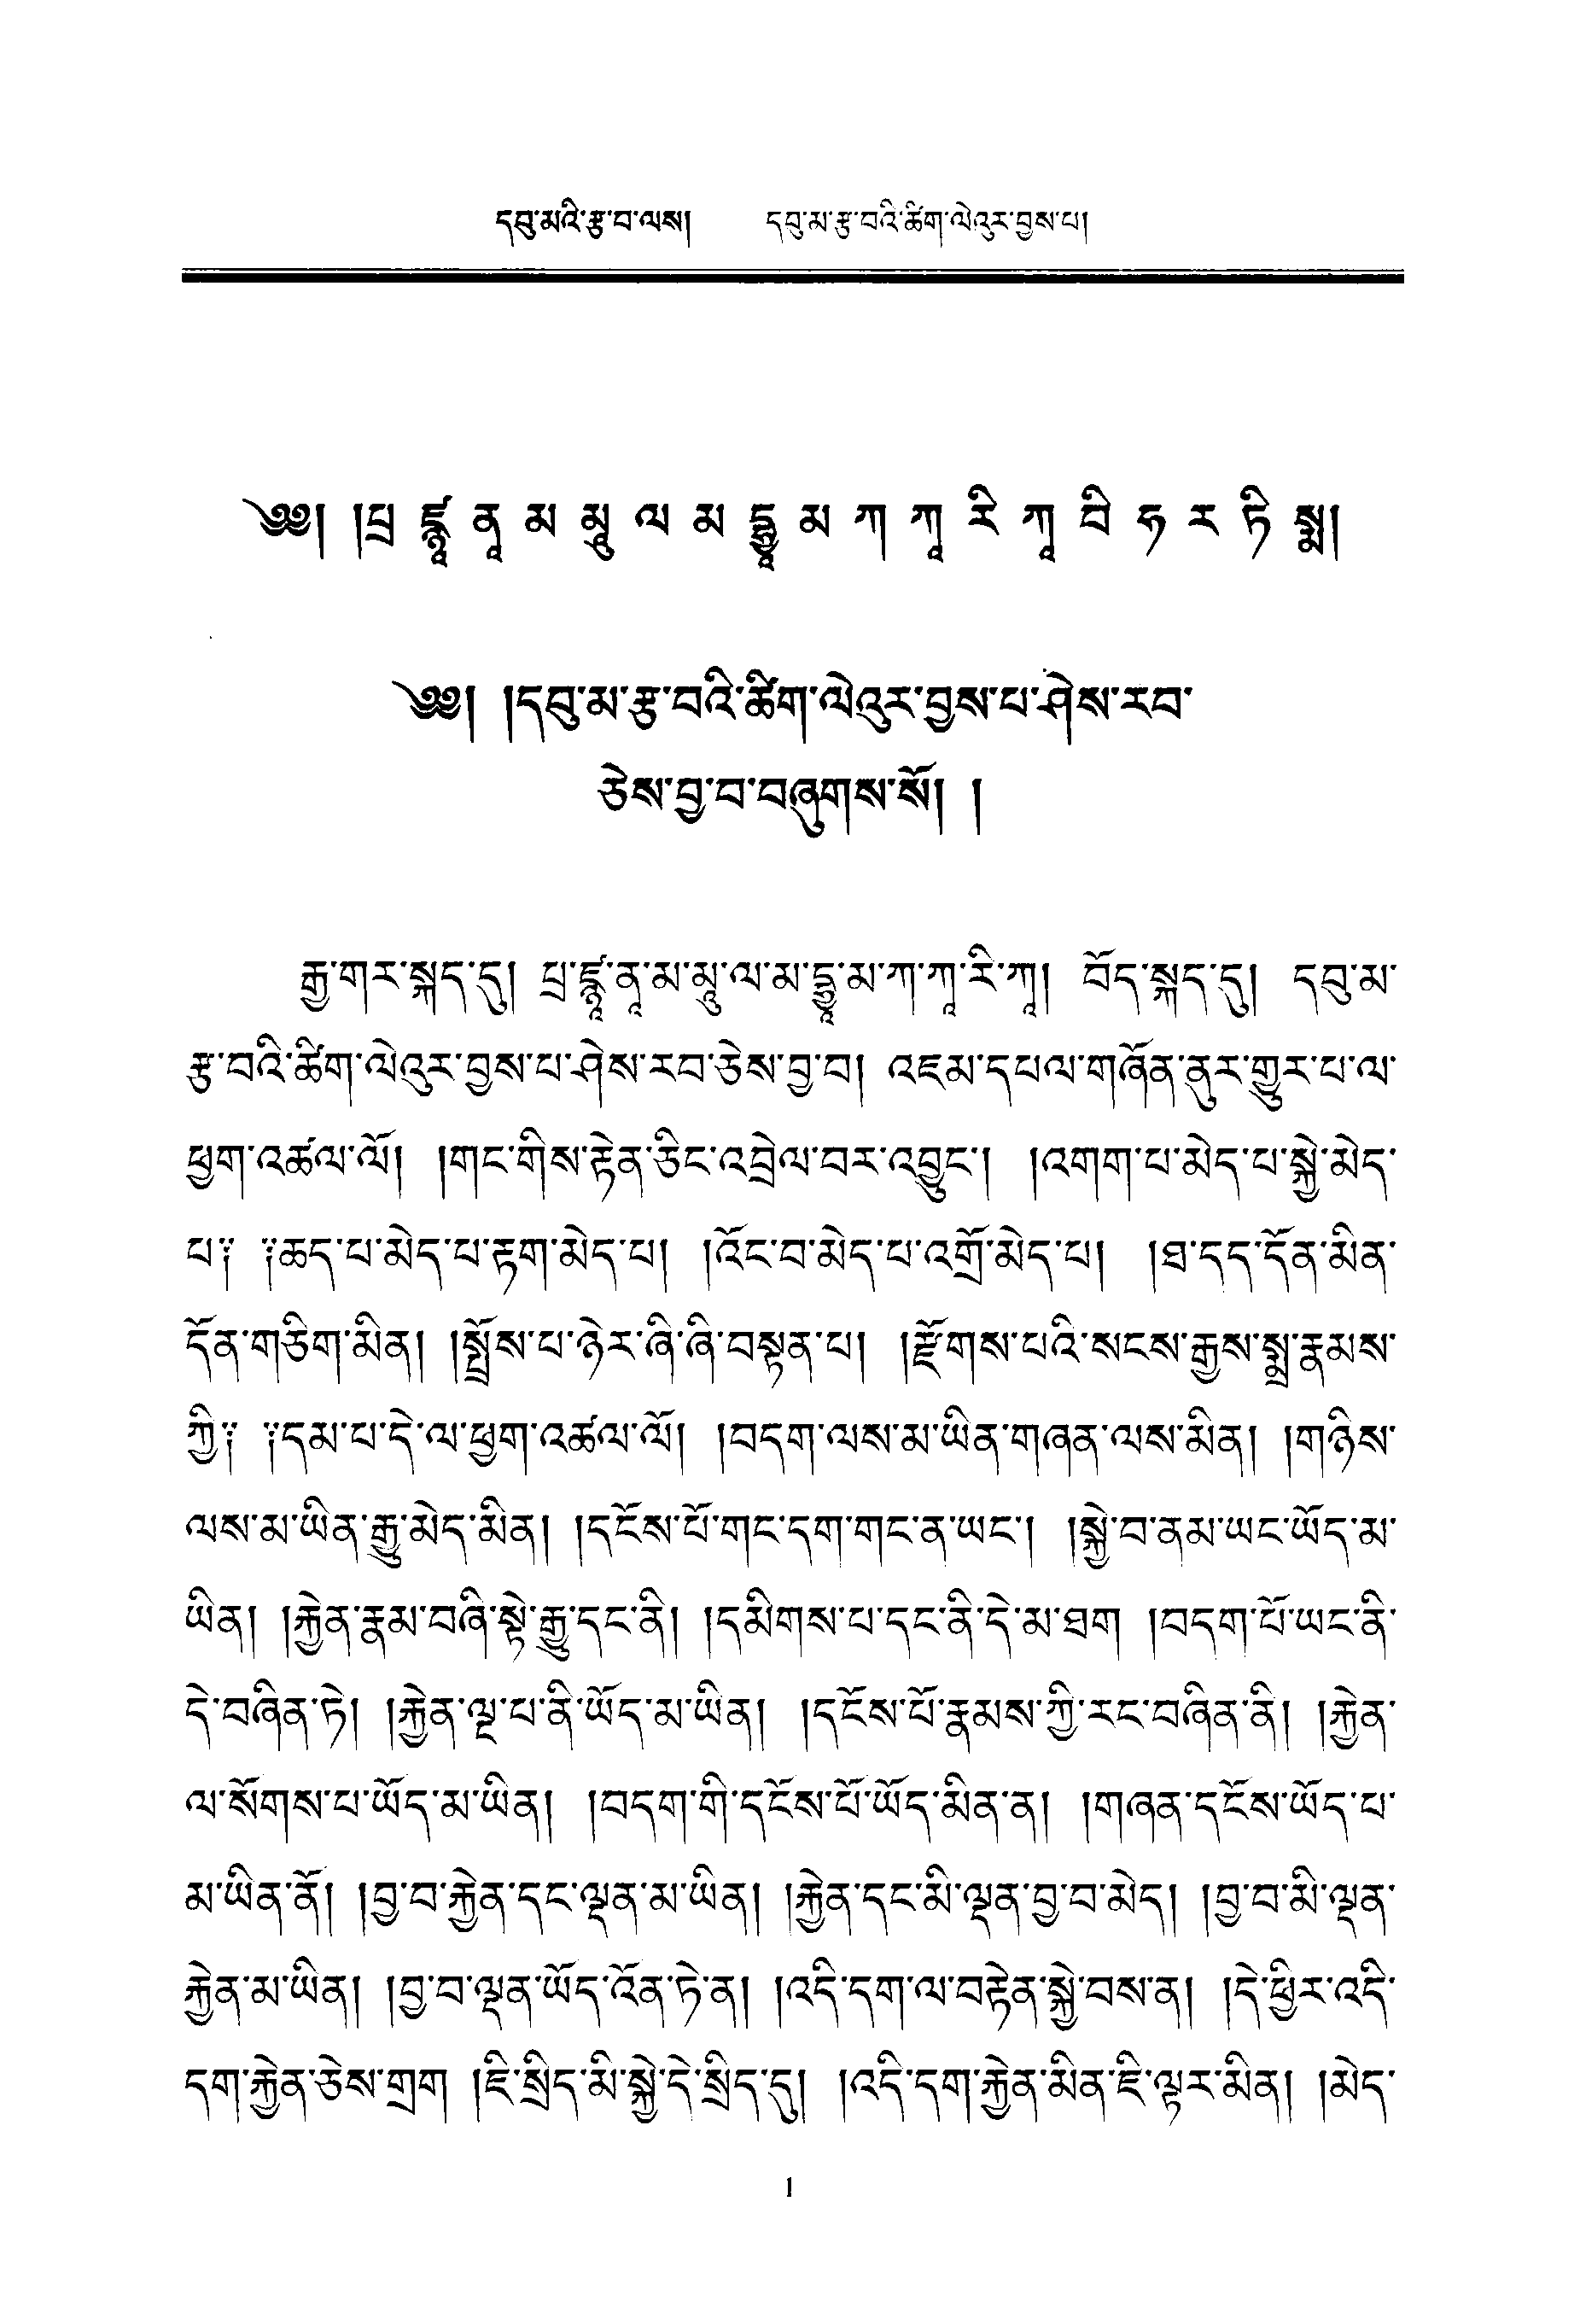 དབུ་མའི་རྩ་བ་ལས། དབུ་མ་རྩ་བའི་ཚིག་ལེའུར་བྱས་པ།
༄༅། །པྲ ཛྙཱ ནཱ མ མཱུ ལ མ དྷྱ མ ཀ ཀཱ རི ཀཱ བི ཧ ར ཏི སྨ།
༄༅། །དབུ་མ་རྩ་བའི་ཚིག་ལེའུར་བྱས་པ་ཤེས་རབ་
ཅེས་བྱ་བ་བཞུགས་སོ། །
རྒྱ་གར་སྐད་དུ། པྲ་ཛྙཱ་ནཱ་མ་མཱུ་ལ་མ་དྷྱ་མ་ཀ་ཀཱ་རི་ཀཱ། བོད་སྐད་དུ། དབུ་མ་
རྩ་བའི་ཚིག་ལེའུར་བྱས་པ་ཤེས་རབ་ཅེས་བྱ་བ། འཇམ་དཔལ་གཞོན་ནུར་གྱུར་པ་ལ་
ཕྱག་འཚལ་ལོ། །གང་གིས་རྟེན་ཅིང་འབྲེལ་བར་འབྱུང་། །འགག་པ་མེད་པ་སྐྱེ་མེད་
པ༑ ༑ཆད་པ་མེད་པ་རྟག་མེད་པ། །འོང་བ་མེད་པ་འགྲོ་མེད་པ། །ཐ་དད་དོན་མིན་
དོན་གཅིག་མིན། །སྤྲོས་པ་ཉེར་ཞི་ཞི་བསྟན་པ། །རྫོགས་པའི་སངས་རྒྱས་སྨྲ་རྣམས་
ཀྱི༑ ༑དམ་པ་དེ་ལ་ཕྱག་འཚལ་ལོ། །བདག་ལས་མ་ཡིན་གཞན་ལས་མིན། །གཉིས་
ལས་མ་ཡིན་རྒྱུ་མེད་མིན། །དངོས་པོ་གང་དག་གང་ན་ཡང་། །སྐྱེ་བ་ནམ་ཡང་ཡོད་མ་
ཡིན། །རྐྱེན་རྣམ་བཞི་སྟེ་རྒྱུ་དང་ནི། །དམིགས་པ་དང་ནི་དེ་མ་ཐག །བདག་པོ་ཡང་ནི་
དེ་བཞིན་ཏེ། །རྐྱེན་ལྔ་པ་ནི་ཡོད་མ་ཡིན། །དངོས་པོ་རྣམས་ཀྱི་རང་བཞིན་ནི། །རྐྱེན་
ལ་སོགས་པ་ཡོད་མ་ཡིན། །བདག་གི་དངོས་པོ་ཡོད་མིན་ན། །གཞན་དངོས་ཡོད་པ་
མ་ཡིན་ནོ། །བྱ་བ་རྐྱེན་དང་ལྡན་མ་ཡིན། །རྐྱེན་དང་མི་ལྡན་བྱ་བ་མེད། །བྱ་བ་མི་ལྡན་
རྐྱེན་མ་ཡིན། །བྱ་བ་ལྡན་ཡོད་འོན་ཏེ་ན། །འདི་དག་ལ་བརྟེན་སྐྱེ་བས་ན། །དེ་ཕྱིར་འདི་
དག་རྐྱེན་ཅེས་གྲག །ཇི་སྲིད་མི་སྐྱེ་དེ་སྲིད་དུ། །འདི་དག་རྐྱེན་མིན་ཇི་ལྟར་མིན། །མེད་
1